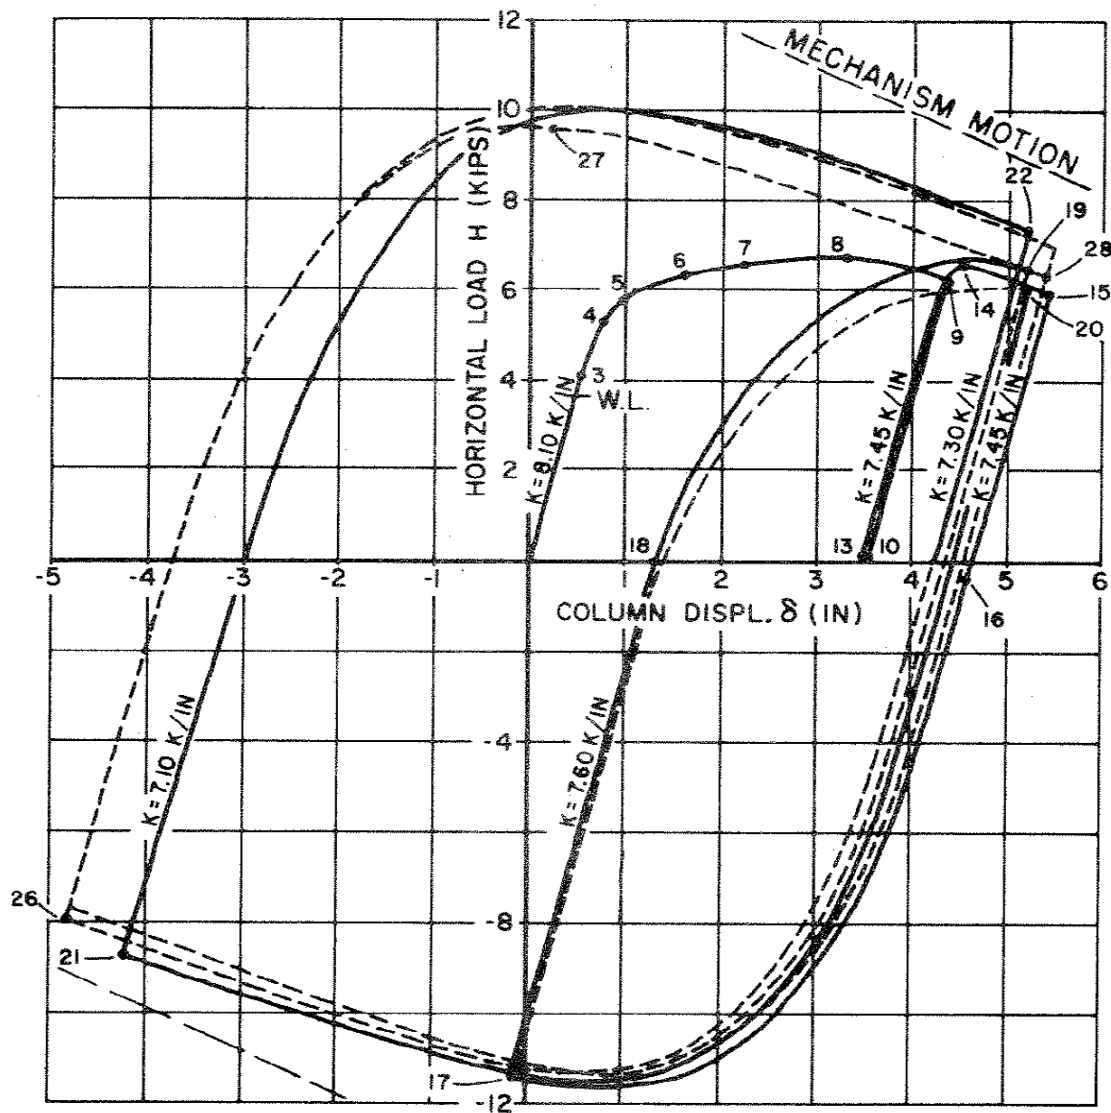 12
MECHANISM MOTION
10
27
22
8
19
HORIZONTAL LOAD H (KIPS)
8
7
6
28
5
6
15
4
14
20
9
4
3
W.L.
K=8.10 K/IN
K=7.45 K/IN
K=7.30 K/IN
K=7.45 K/IN
2
18
13 10
-5 -4 -3 -2 -1 1 2 3 4 5 6
COLUMN DISPL. δ (IN)
16
K=7.10 K/IN
-4
K=7.60 K/IN
26
-8
21
17
-12